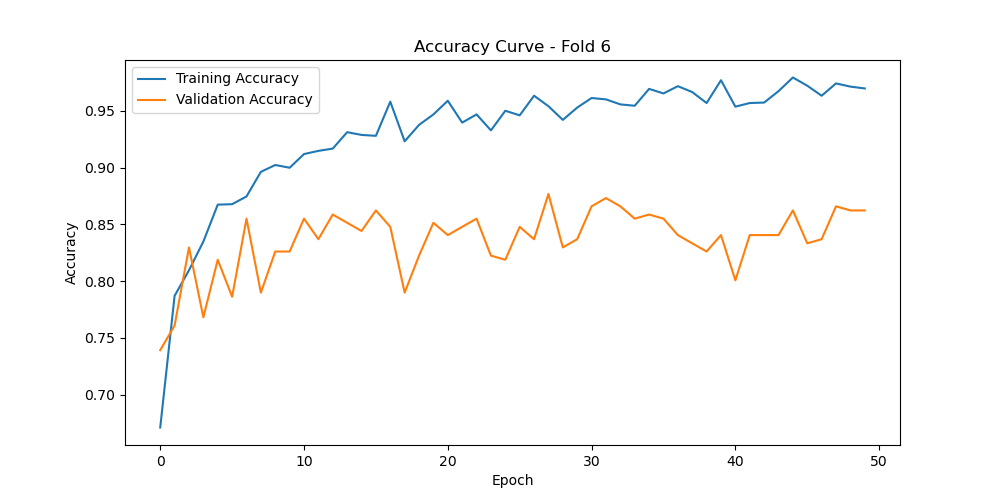 Accuracy Curve - Fold 6
Training Accuracy
Validation Accuracy
Accuracy
0.95
0.90
0.85
0.80
0.75
0.70
0 10 20 30 40 50
Epoch